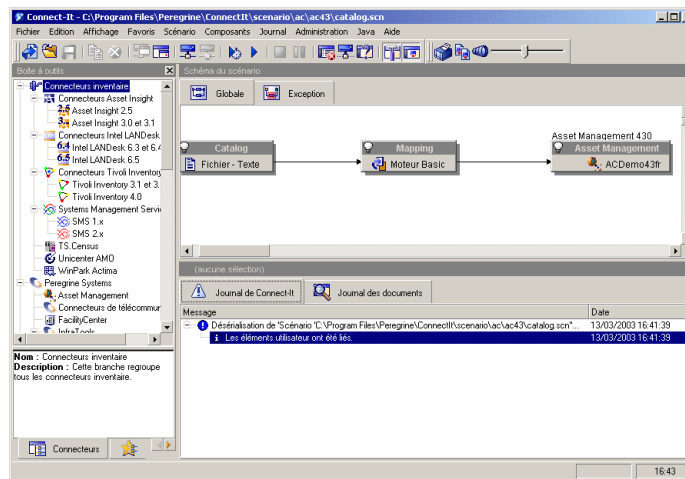 Connect-It - C:\Program Files\Peregrine\ConnectIt\scenario\ac\ac43\catalog.scn
Fichier Edition Affichage Favoris Scénario Composants Journal Administration Java Aide
Boîte à outils
Connecteurs inventaire
Connecteurs Asset Insight
Asset Insight 2.5
Asset Insight 3.0 et 3.1
Connecteurs Intel LANDesk
Intel LANDesk 6.3 et 6.4
Intel LANDesk 6.5
Connecteurs Tivoli Inventory
Tivoli Inventory 3.1 et 3.
Tivoli Inventory 4.0
Systems Management Servi
SMS 1.x
SMS 2.x
TS.Census
Unicenter AMO
WinPark Actima
Peregrine Systems
Asset Management
Connecteurs de télécommur
FacilityCenter
InfraTools
Nom : Connecteurs inventaire
Description : Cette branche regroupe
tous les connecteurs inventaire.
Connecteurs
Schéma du scénario
Globale
Exception
Catalog
Fichier - Texte
Mapping
Moteur Basic
Asset Management 430
Asset Management
ACDemo43fr
(aucune sélection)
Journal de Connect-It
Journal des documents
Message Date
Désérialisation de 'Scénario 'C:\Program Files\Peregrine\ConnectIt\scenario\ac\ac43\catalog.scn''... 13/03/2003 16:41:39
Les éléments utilisateur ont été liés. 13/03/2003 16:41:39
16:43